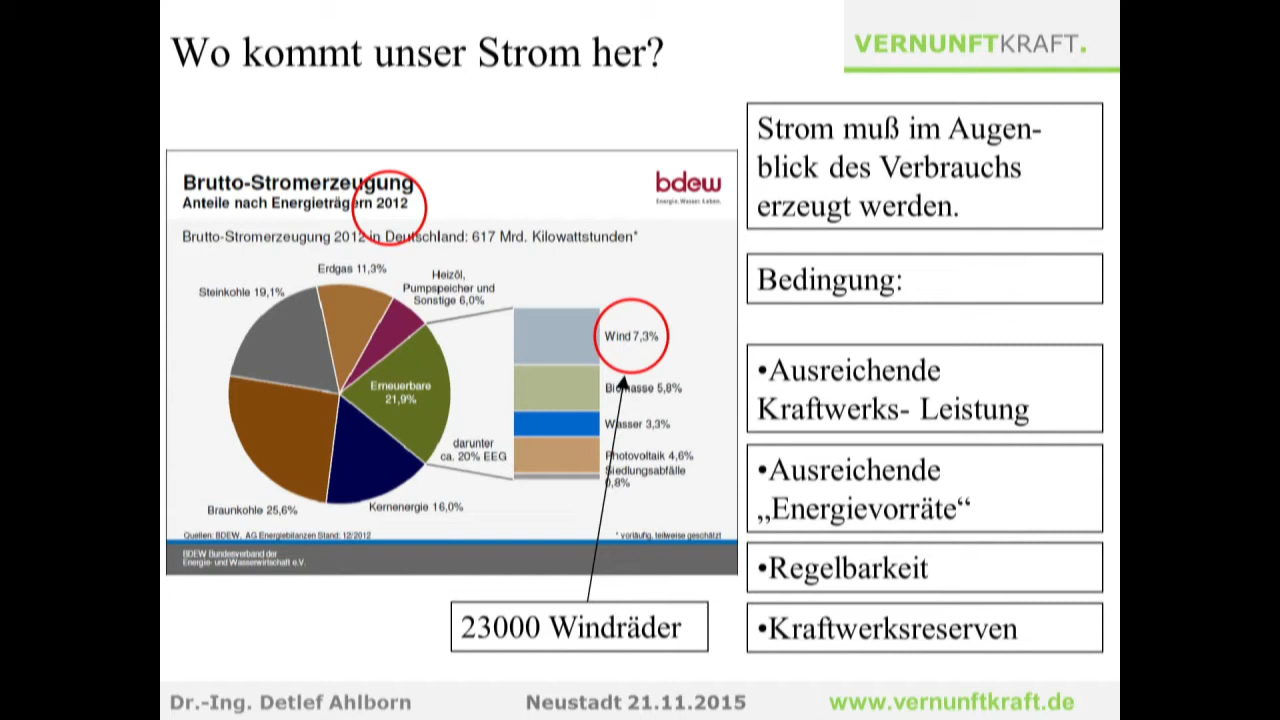 Wo kommt unser Strom her?
VERNUNFTKRAFT.
Strom muß im Augen-
blick des Verbrauchs
erzeugt werden.
Bedingung:
•Ausreichende
Kraftwerks- Leistung
•Ausreichende
„Energievorräte“
•Regelbarkeit
•Kraftwerksreserven
Brutto-Stromerzeugung
Anteile nach Energieträgern 2012
bdew
Energie. Wasser. Leben.
Brutto-Stromerzeugung 2012 in Deutschland: 617 Mrd. Kilowattstunden*
Erdgas 11,3%
Heizöl,
Pumpspeicher und
Sonstige 6,0%
Steinkohle 19,1%
Wind 7,3%
Erneuerbare
21,9%
Biomasse 5,8%
Wasser 3,3%
darunter
ca. 20% EEG
Photovoltaik 4,6%
Siedlungsabfälle
0,8%
Braunkohle 25,6%
Kernenergie 16,0%
Quellen: BDEW, AG Energiebilanzen Stand: 12/2012
* vorläufig, teilweise geschätzt
BDEW Bundesverband der
Energie- und Wasserwirtschaft e.V.
23000 Windräder
Dr.-Ing. Detlef Ahlborn
Neustadt 21.11.2015
www.vernunftkraft.de